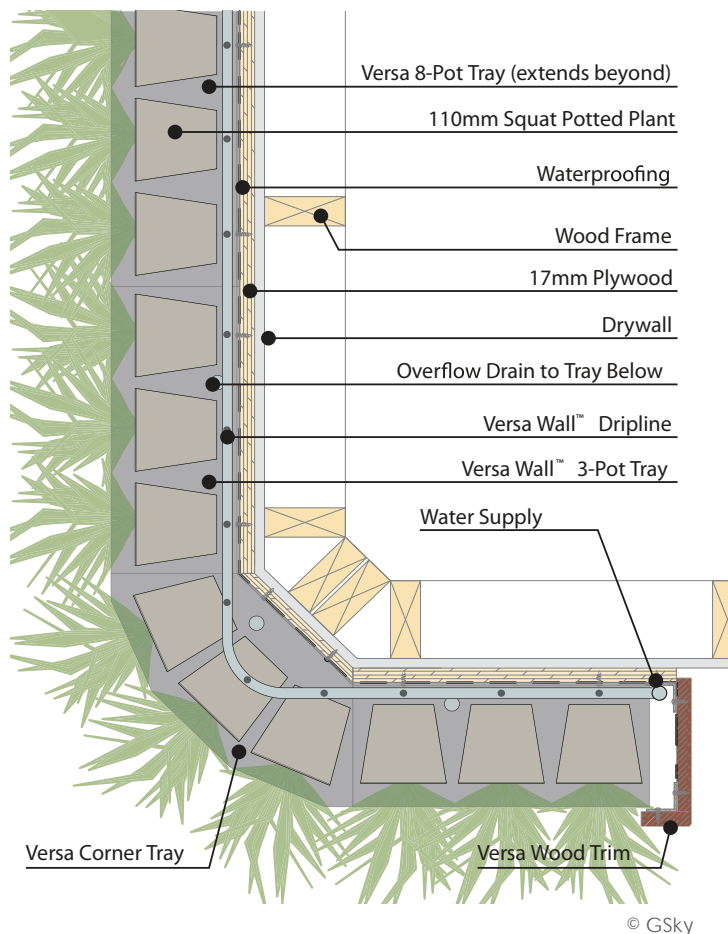 Versa 8-Pot Tray (extends beyond)
110mm Squat Potted Plant
Waterproofing
Wood Frame
17mm Plywood
Drywall
Overflow Drain to Tray Below
Versa Wall™ Dripline
Versa Wall™ 3-Pot Tray
Water Supply
Versa Corner Tray
Versa Wood Trim
© GSky